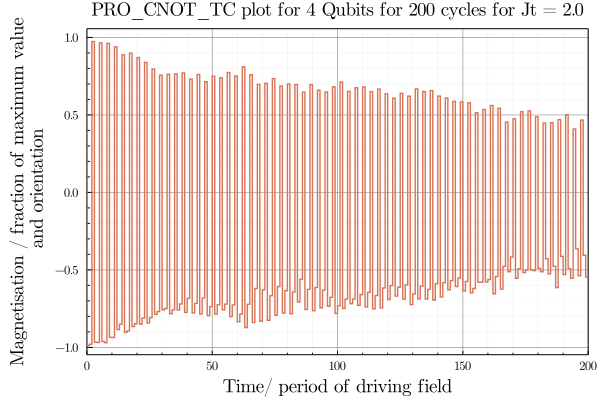 PRO_CNOT_TC plot for 4 Qubits for 200 cycles for Jt = 2.0
Magnetisation / fraction of maximum value
and orientation
1.0
0.5
0.0
−0.5
−1.0
0
50
100
150
200
Time/ period of driving field